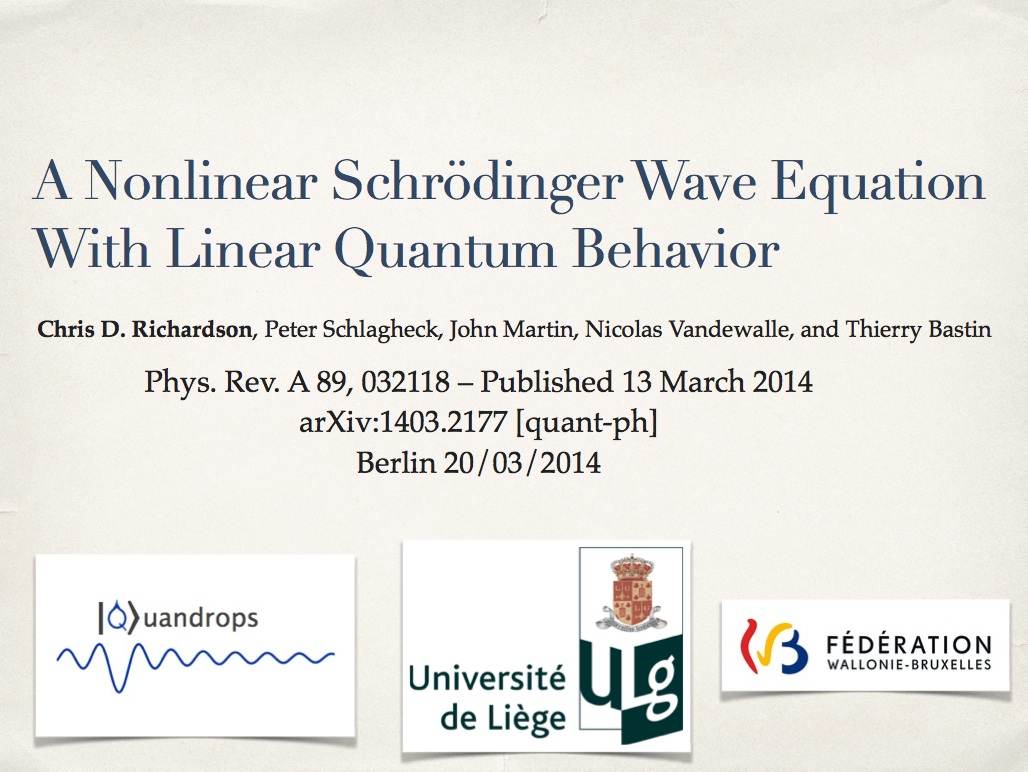 A Nonlinear Schrödinger Wave Equation
With Linear Quantum Behavior
Chris D. Richardson, Peter Schlagheck, John Martin, Nicolas Vandewalle, and Thierry Bastin
Phys. Rev. A 89, 032118 – Published 13 March 2014
arXiv:1403.2177 [quant-ph]
Berlin 20/03/2014
|Q⟩uandrops
Université
de Liège
ULg
FÉDÉRATION
WALLONIE-BRUXELLES